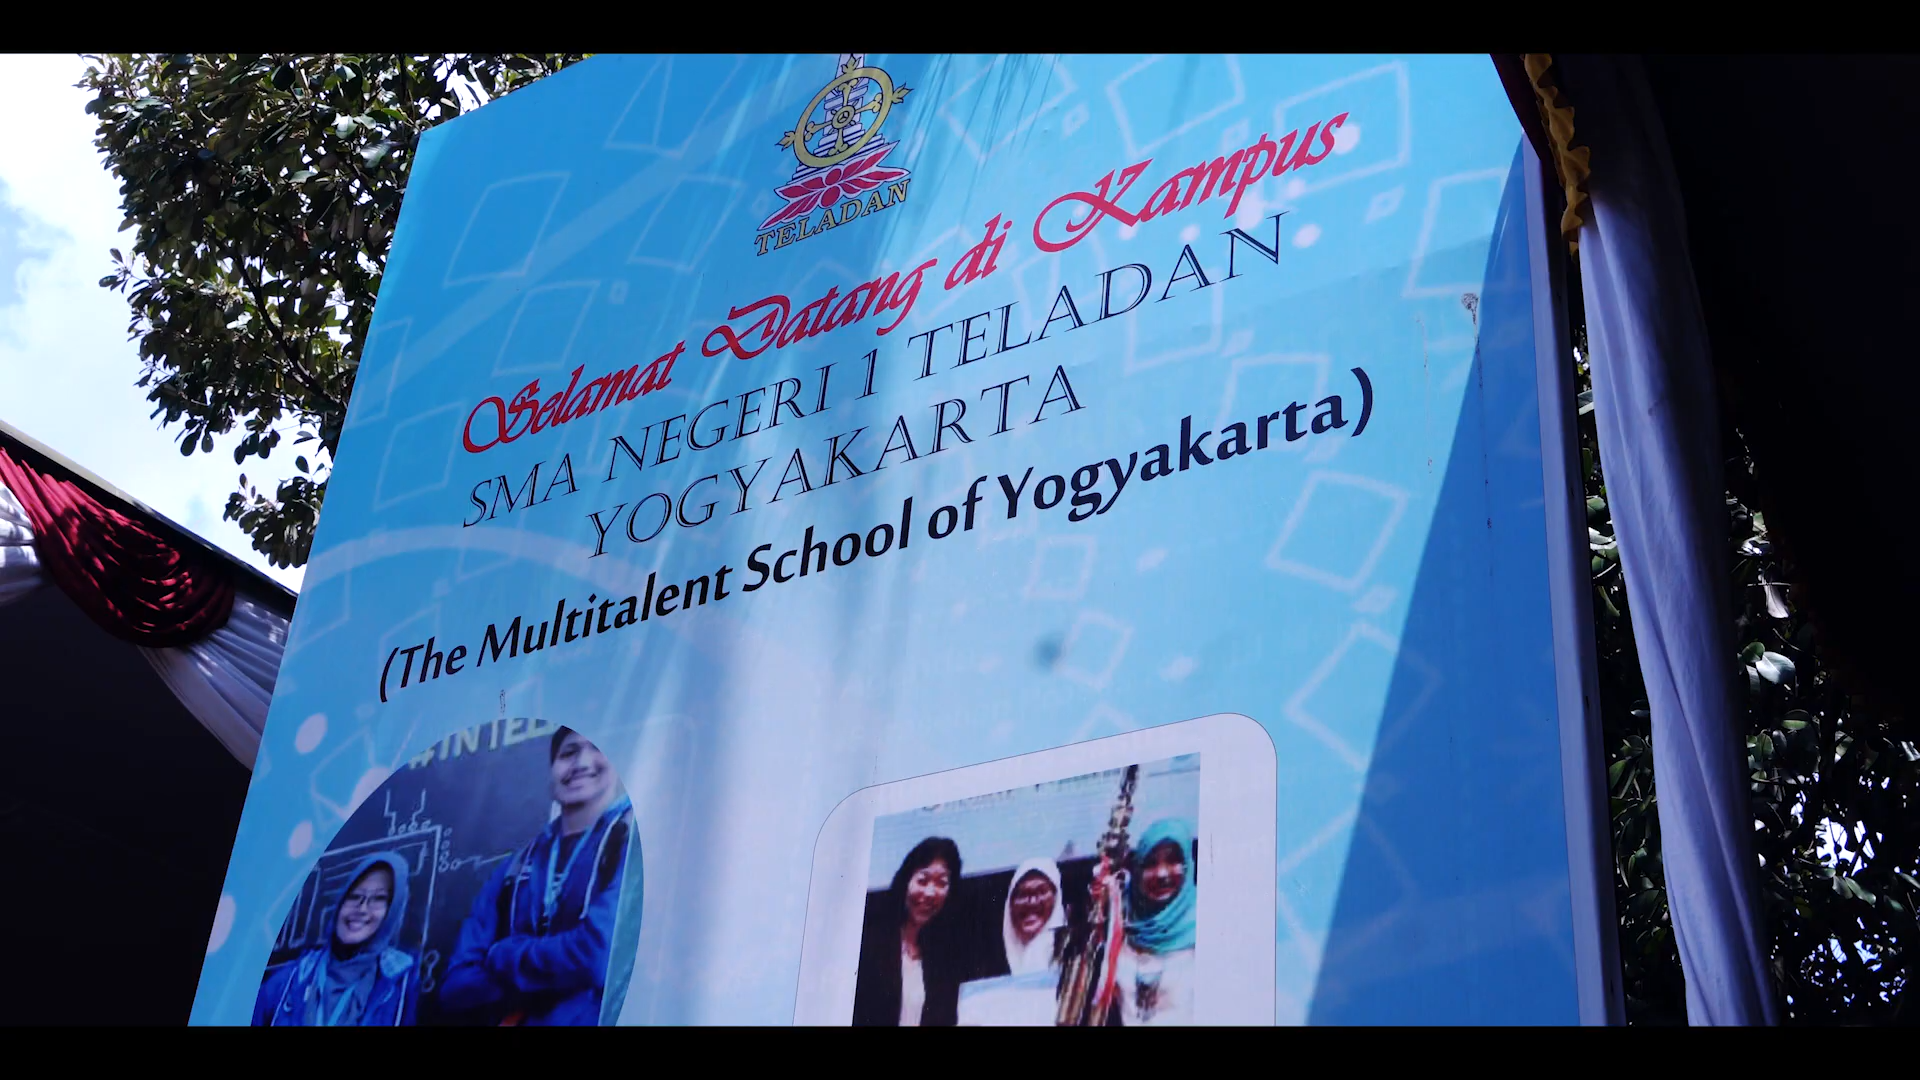 TELADAN
Selamat Datang di Kampus
SMA NEGERI 1 TELADAN
YOGYAKARTA
(The Multitalent School of Yogyakarta)